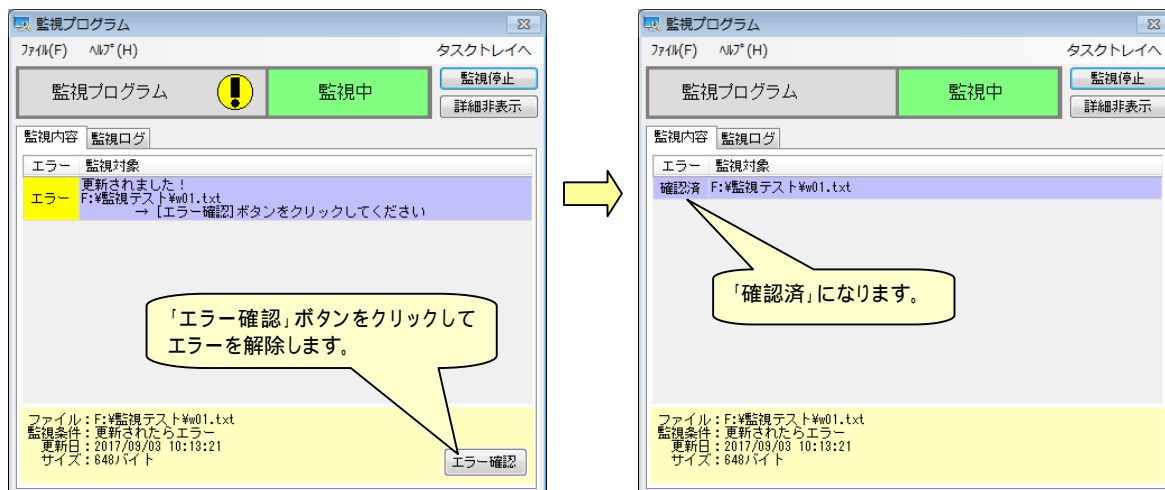 監視プログラム
ﾌｧｲﾙ(F) ﾍﾙﾌﾟ(H) タスクトレイへ
監視プログラム 監視中
監視停止
詳細非表示
監視内容 監視ログ
エラー 監視対象
エラー
更新されました！
F:¥監視テスト¥w01.txt
→ [エラー確認]ボタンをクリックしてください
「エラー確認」ボタンをクリックして
エラーを解除します。
ファイル：F:¥監視テスト¥w01.txt
監視条件：更新されたらエラー
更新日：2017/09/03 10:13:21
サイズ：648バイト
エラー確認
監視プログラム
ﾌｧｲﾙ(F) ﾍﾙﾌﾟ(H) タスクトレイへ
監視プログラム 監視中
監視停止
詳細非表示
監視内容 監視ログ
エラー 監視対象
確認済 F:¥監視テスト¥w01.txt
「確認済」になります。
ファイル：F:¥監視テスト¥w01.txt
監視条件：更新されたらエラー
更新日：2017/09/03 10:13:21
サイズ：648バイト